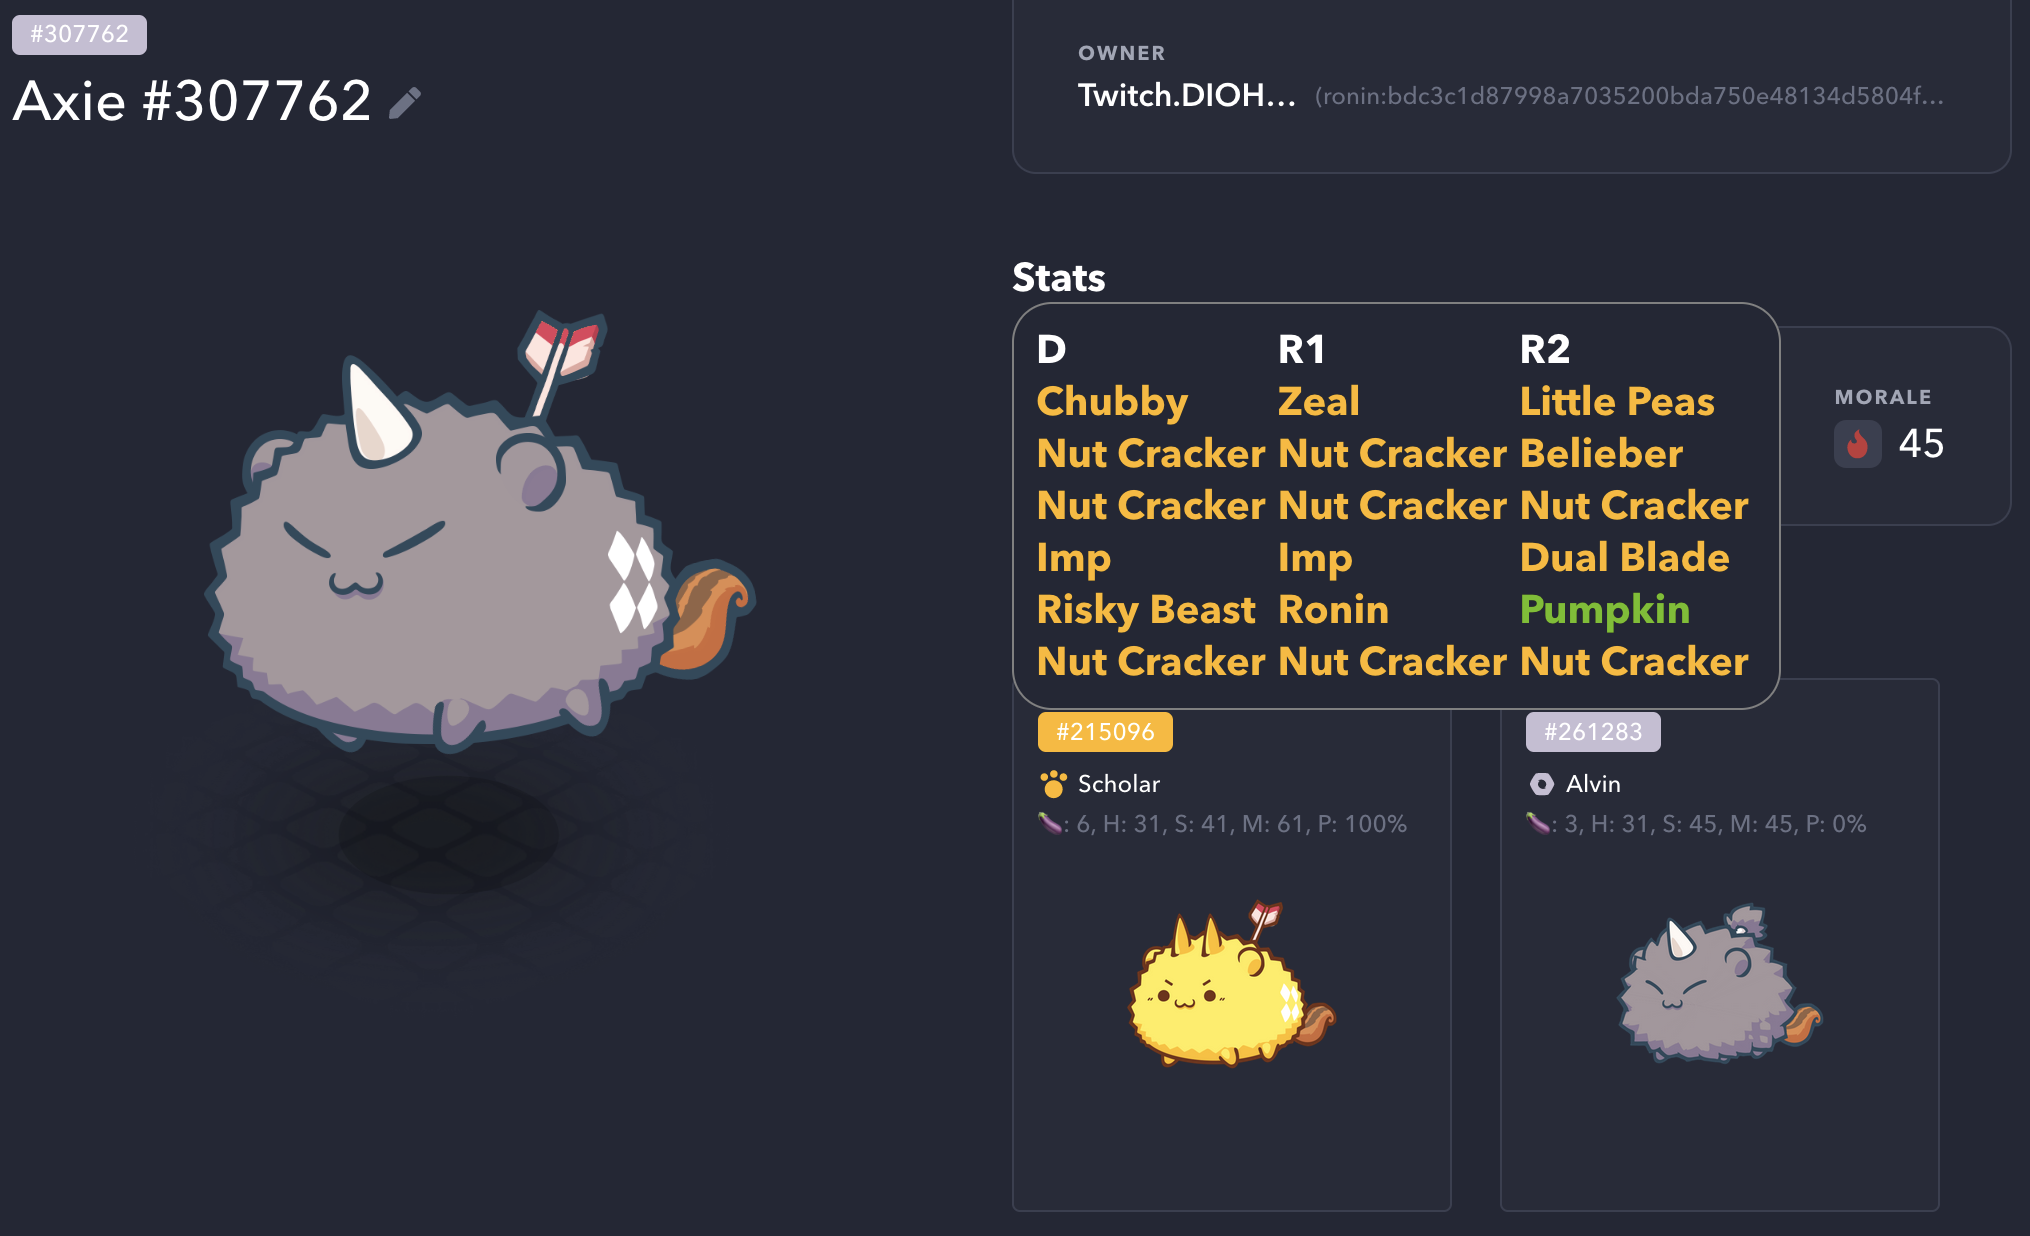 #307762
Axie #307762
OWNER
Twitch.DIOH... (ronin:bdc3c1d87998a7035200bda750e48134d5804f...
Stats
D R1 R2
Chubby Zeal Little Peas
Nut Cracker Nut Cracker Belieber
Nut Cracker Nut Cracker Nut Cracker
Imp Imp Dual Blade
Risky Beast Ronin Pumpkin
Nut Cracker Nut Cracker Nut Cracker
MORALE
45
#215096
Scholar
🍆: 6, H: 31, S: 41, M: 61, P: 100%
#261283
Alvin
🍆: 3, H: 31, S: 45, M: 45, P: 0%